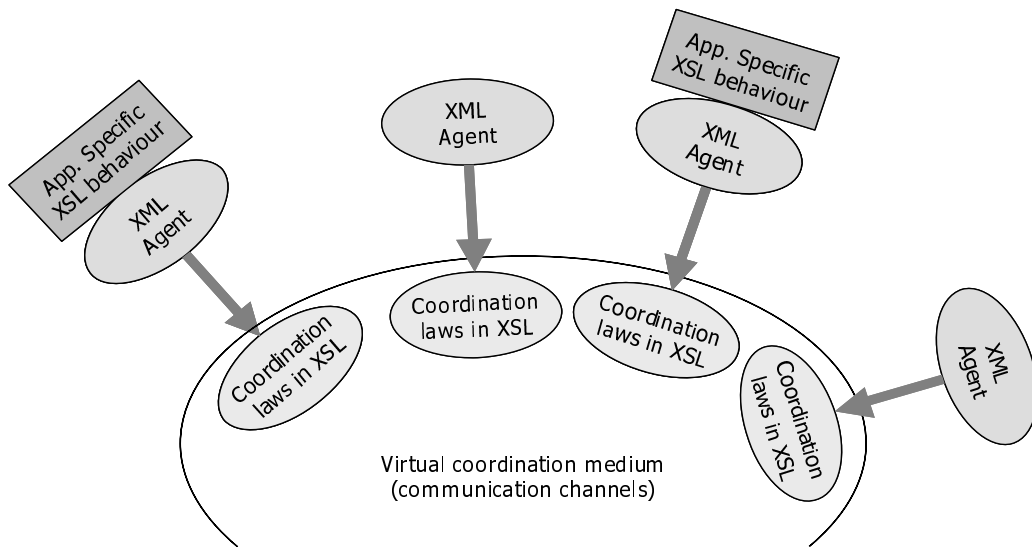 App. Specific
XSL behaviour
XML
Agent
XML
Agent
App. Specific
XSL behaviour
XML
Agent
XML
Agent
Coordination
laws in XSL
Coordination
laws in XSL
Coordination
laws in XSL
Coordination
laws in XSL
Virtual coordination medium
(communication channels)